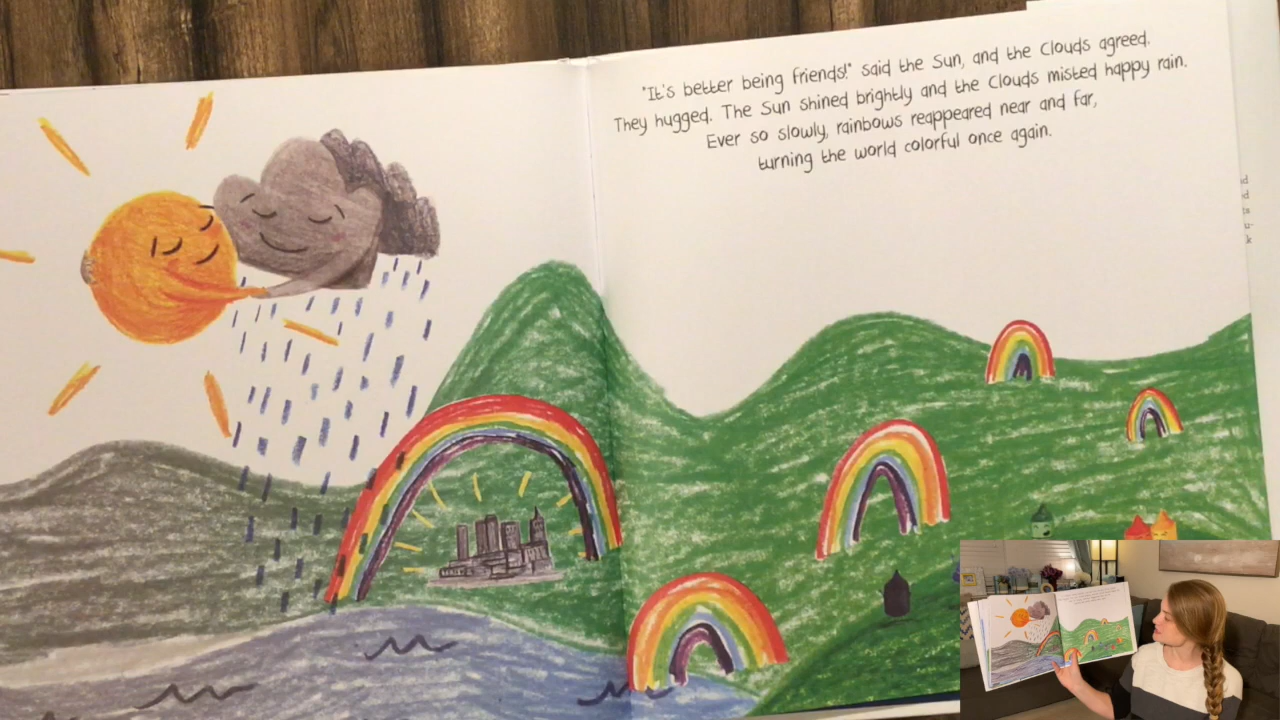 "It's better being friends!" said the Sun, and the Clouds agreed.
They hugged. The Sun shined brightly and the Clouds misted happy rain.
Ever so slowly, rainbows reappeared near and far,
turning the world colorful once again.